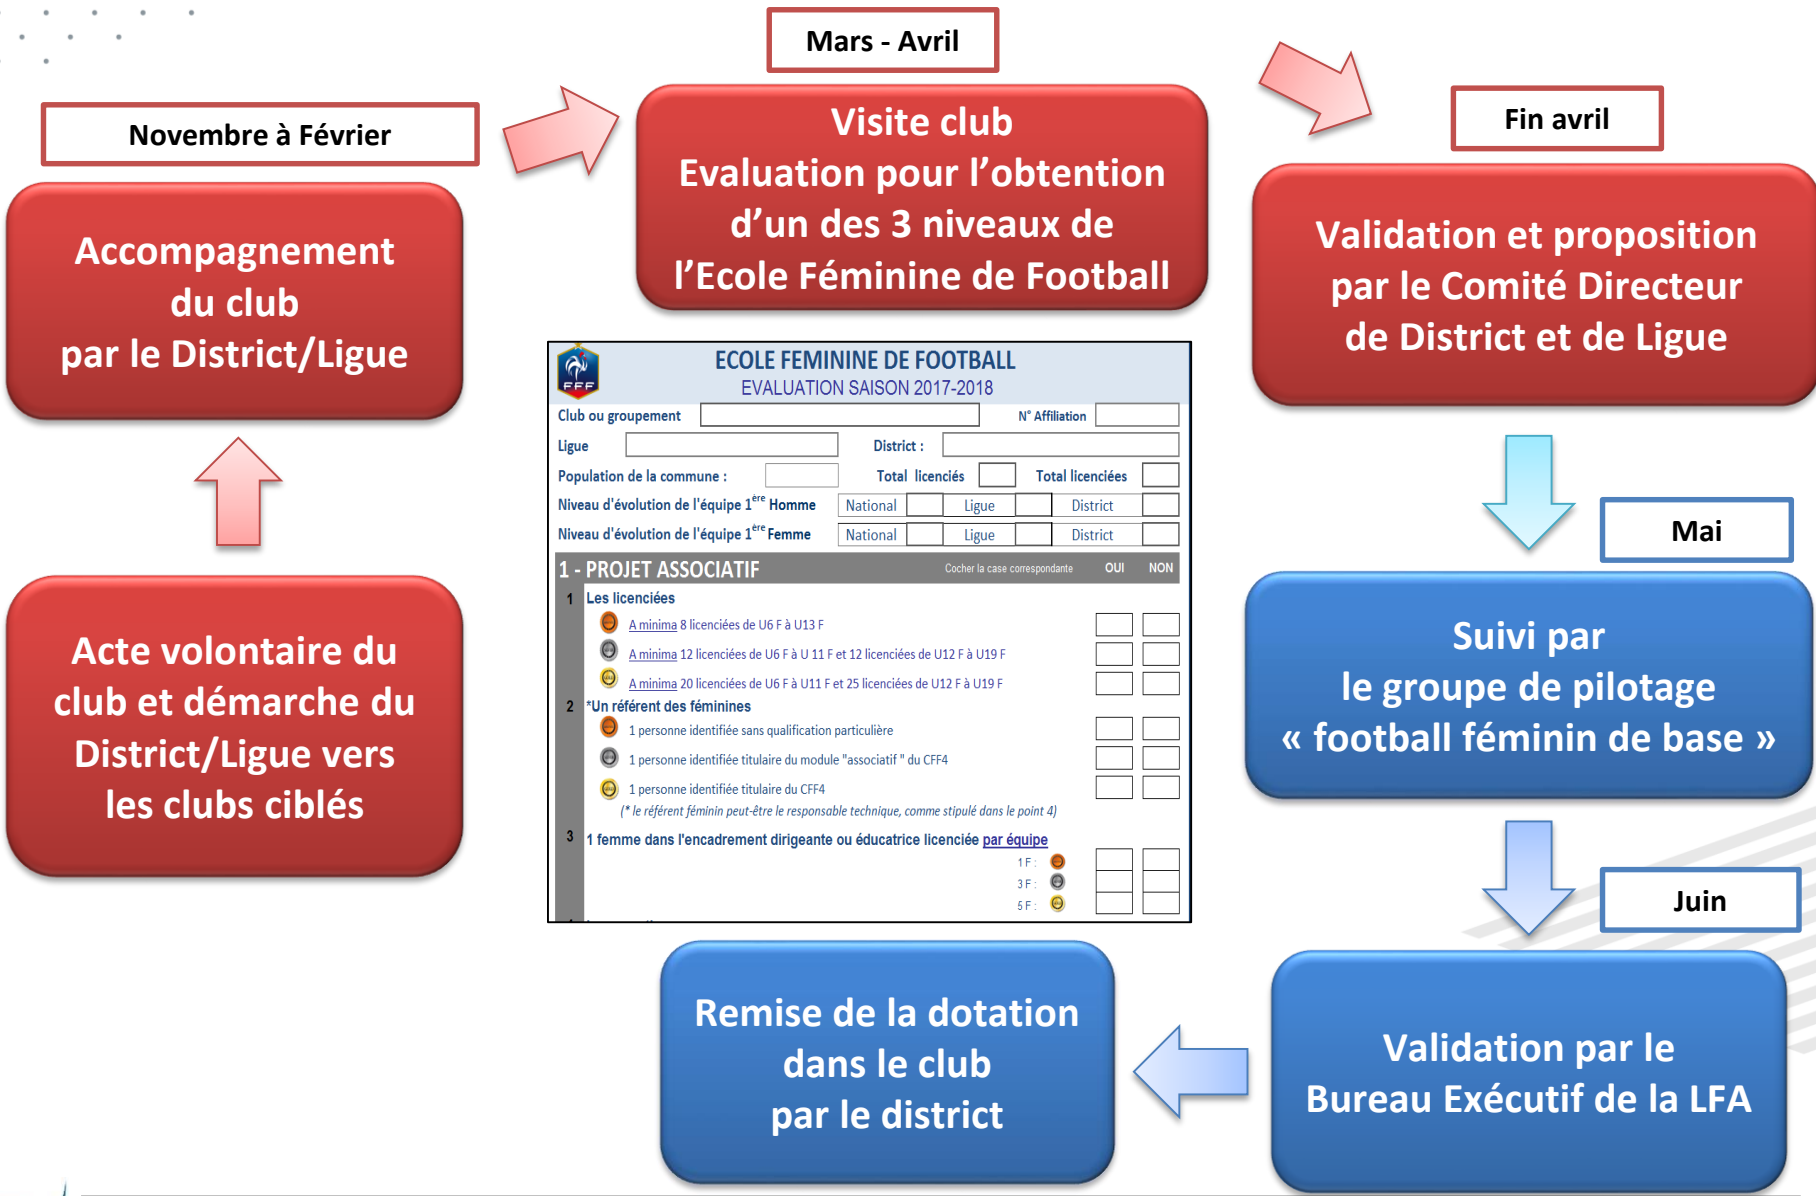 Mars - Avril
Novembre à Février
Fin avril
Visite club
Evaluation pour l’obtention
d’un des 3 niveaux de
l’Ecole Féminine de Football
Accompagnement
du club
par le District/Ligue
Validation et proposition
par le Comité Directeur
de District et de Ligue
Acte volontaire du
club et démarche du
District/Ligue vers
les clubs ciblés
FFF
ECOLE FEMININE DE FOOTBALL
EVALUATION SAISON 2017-2018
Club ou groupement N° Affiliation
Ligue District :
Population de la commune : Total licenciés Total licenciées
Niveau d'évolution de l'équipe 1ère Homme National Ligue District
Niveau d'évolution de l'équipe 1ère Femme National Ligue District
1 - PROJET ASSOCIATIF Cocher la case correspondante OUI NON
1 Les licenciées
A minima 8 licenciées de U6 F à U13 F
A minima 12 licenciées de U6 F à U 11 F et 12 licenciées de U12 F à U19 F
A minima 20 licenciées de U6 F à U11 F et 25 licenciées de U12 F à U19 F
2 *Un référent des féminines
1 personne identifiée sans qualification particulière
1 personne identifiée titulaire du module "associatif " du CFF4
1 personne identifiée titulaire du CFF4
(* le référent féminin peut-être le responsable technique, comme stipulé dans le point 4)
3 1 femme dans l'encadrement dirigeante ou éducatrice licenciée par équipe
1 F :
3 F :
5 F :
Mai
Suivi par
le groupe de pilotage
« football féminin de base »
Juin
Validation par le
Bureau Exécutif de la LFA
Remise de la dotation
dans le club
par le district